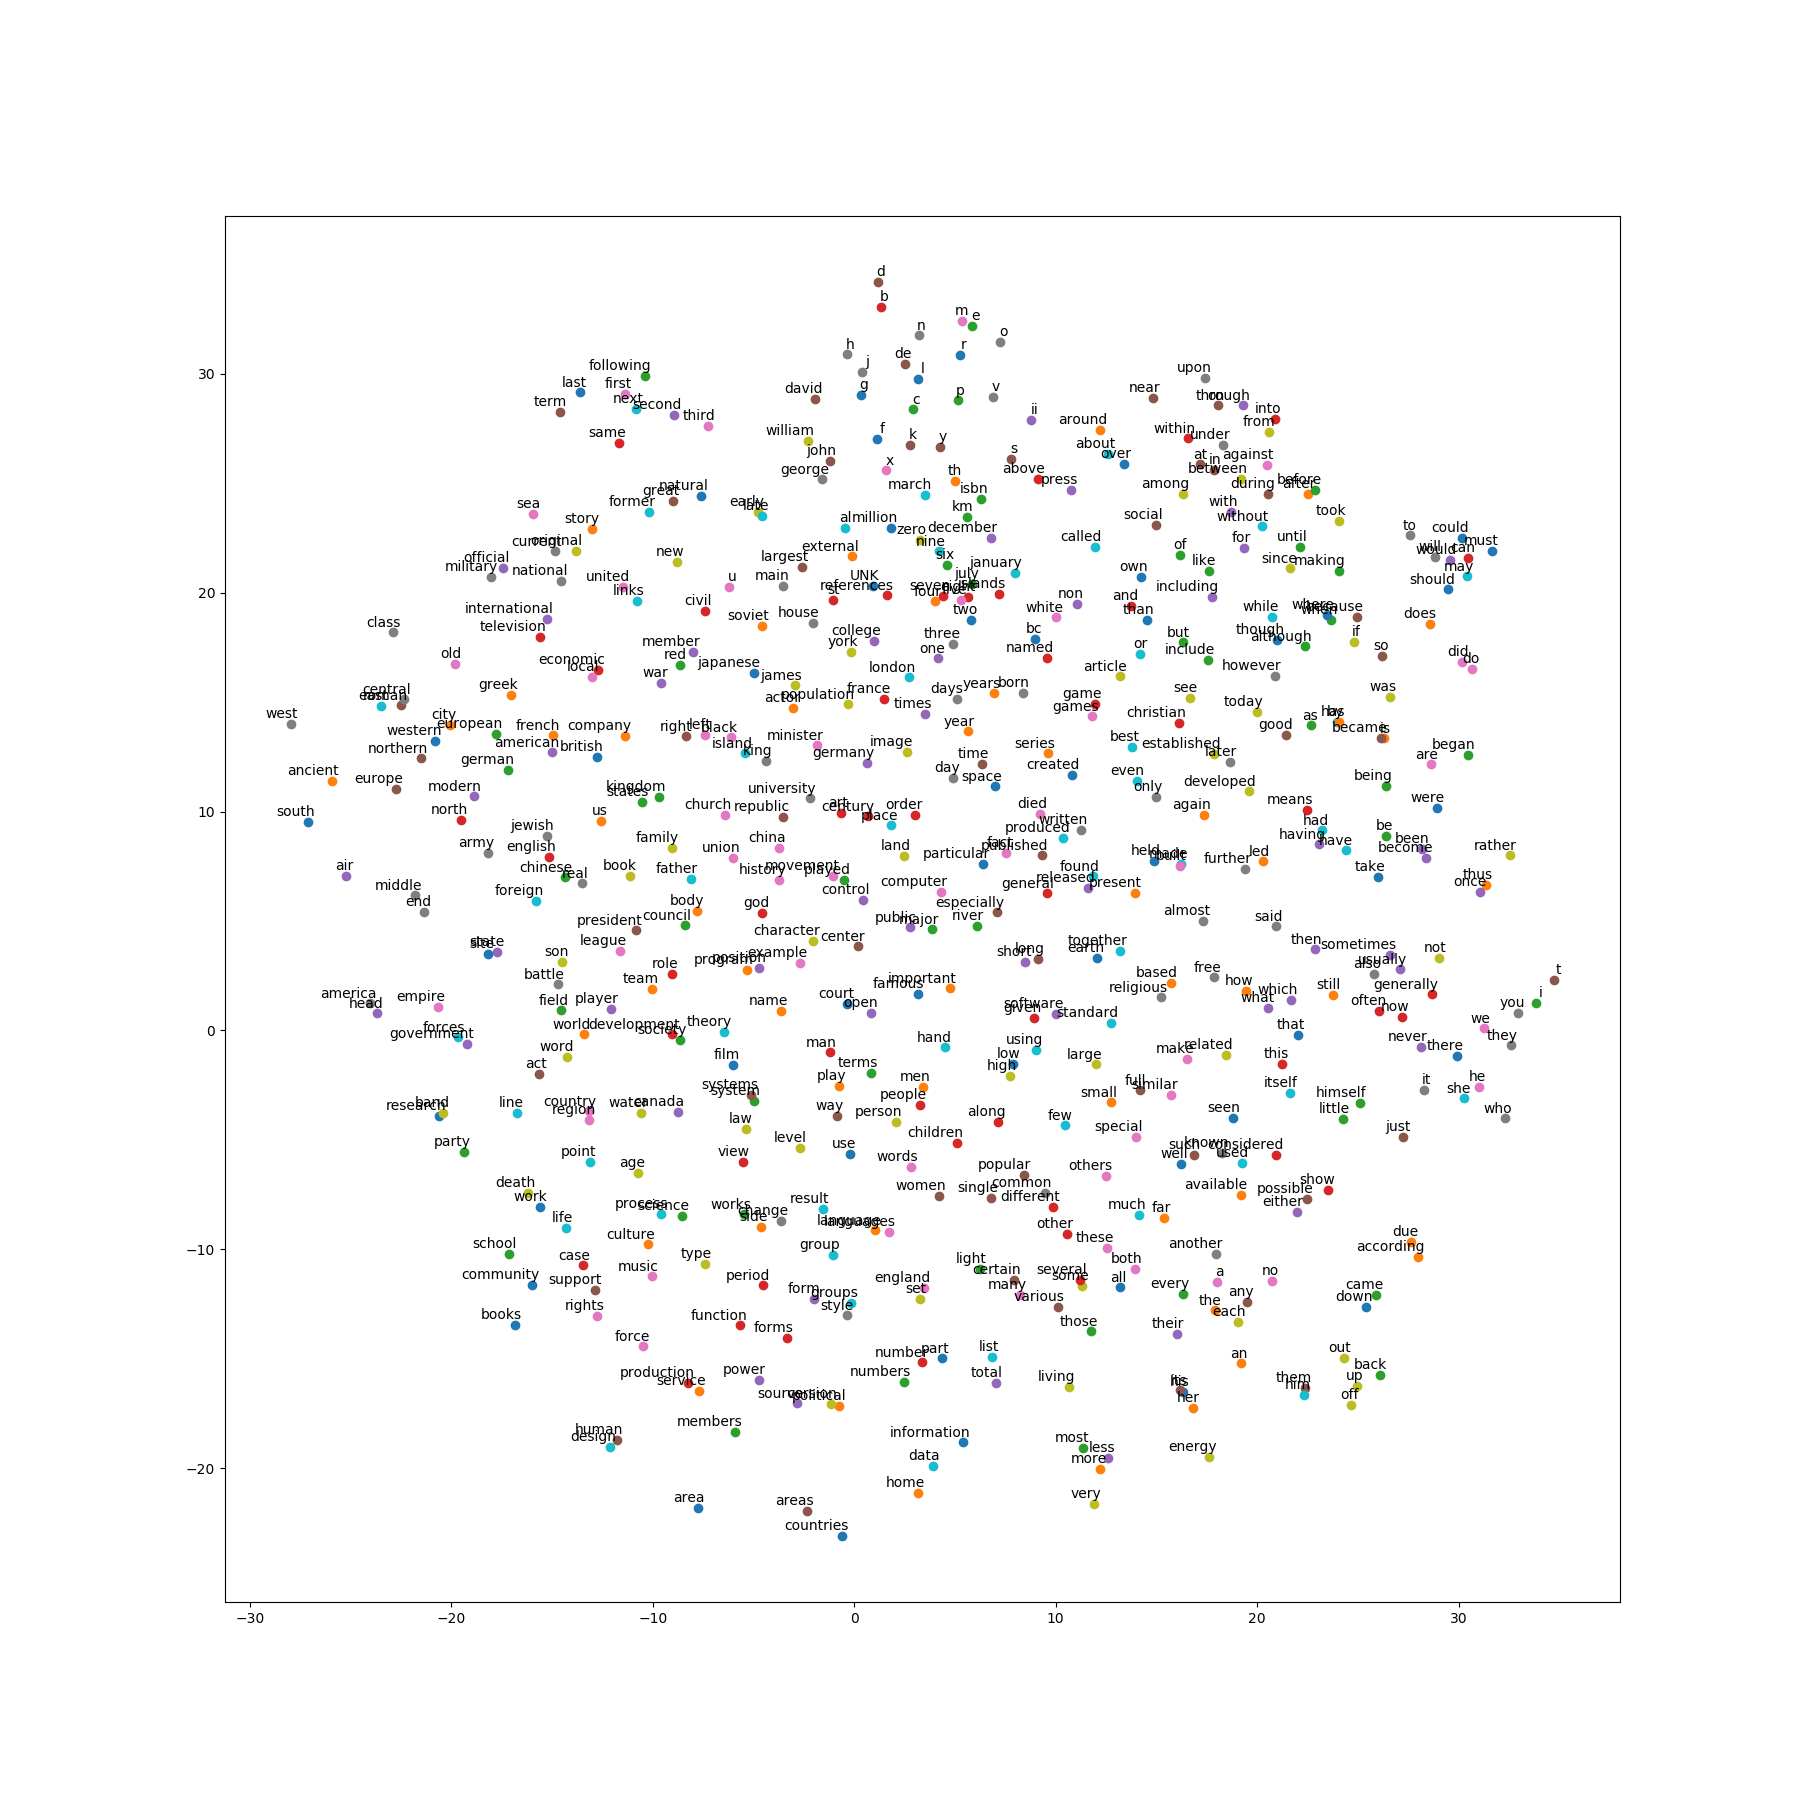 d
b
m
e
n
o
h
r
j
de
l
following
upon
last
first
g
david
c
p
v
near
through
next
term
second
ii
third
around
into
from
william
f
within
same
k
y
under
john
about
over
s
x
at
in
against
george
th
above
between
press
natural
march
isbn
among
during
before
after
great
sea
former
early
late
km
with
took
story
al
million
social
without
to
could
zero
december
called
for
until
must
current
original
nine
will
would
can
new
external
of
official
largest
six
like
since
making
military
january
may
national
united
u
main
UNK
july
own
should
links
st
references
seven
islands
including
four
five
non
civil
and
white
international
house
two
than
while
where
because
when
does
class
soviet
television
bc
college
three
but
though
if
member
york
although
one
named
or
so
old
economic
local
red
japanese
include
did
do
war
james
london
article
however
central
greek
population
france
days
years
born
see
was
actor
game
times
games
today
west
city
christian
as
has
european
french
company
right
left
black
year
good
became
is
western
minister
american
island
king
image
series
best
established
northern
british
germany
time
later
began
are
german
created
ancient
day
space
even
being
europe
kingdom
only
developed
modern
states
university
means
were
south
north
us
church
republic
art
century
order
died
again
place
written
had
jewish
produced
be
army
family
china
having
have
been
english
union
land
particular
fact
published
held
made
built
led
become
rather
air
chinese
real
book
father
history
movement
played
found
further
take
thus
middle
computer
general
released
present
once
end
foreign
body
control
god
especially
almost
president
council
public
major
river
said
league
character
center
together
then
sometimes
state
site
son
position
program
example
long
short
earth
not
usually
also
battle
role
free
t
team
famous
important
based
how
still
generally
america
head
empire
religious
which
field
player
name
court
open
software
given
what
often
now
you
i
forces
world
development
society
theory
standard
that
we
government
word
man
hand
using
never
there
they
act
film
terms
low
high
large
make
related
this
systems
system
play
men
full
similar
itself
it
he
she
research
band
line
country
region
water
canada
way
people
small
himself
law
person
along
few
seen
little
who
party
level
children
special
just
point
view
use
such
known
considered
well
used
age
words
popular
others
death
women
single
common
available
possible
show
work
process
science
works
result
different
either
life
change
side
language
languages
much
far
culture
other
due
school
case
type
group
these
another
according
community
music
period
light
both
support
form
england
certain
several
some
all
every
a
no
many
came
groups
set
various
the
any
down
books
rights
function
style
each
forms
those
their
force
number
part
list
an
out
production
power
numbers
total
back
service
living
his
them
up
source
version
political
him
her
off
members
human
design
information
most
less
energy
data
more
home
very
area
areas
countries
30
20
10
0
−10
−20
−30
−20
−10
0
10
20
30